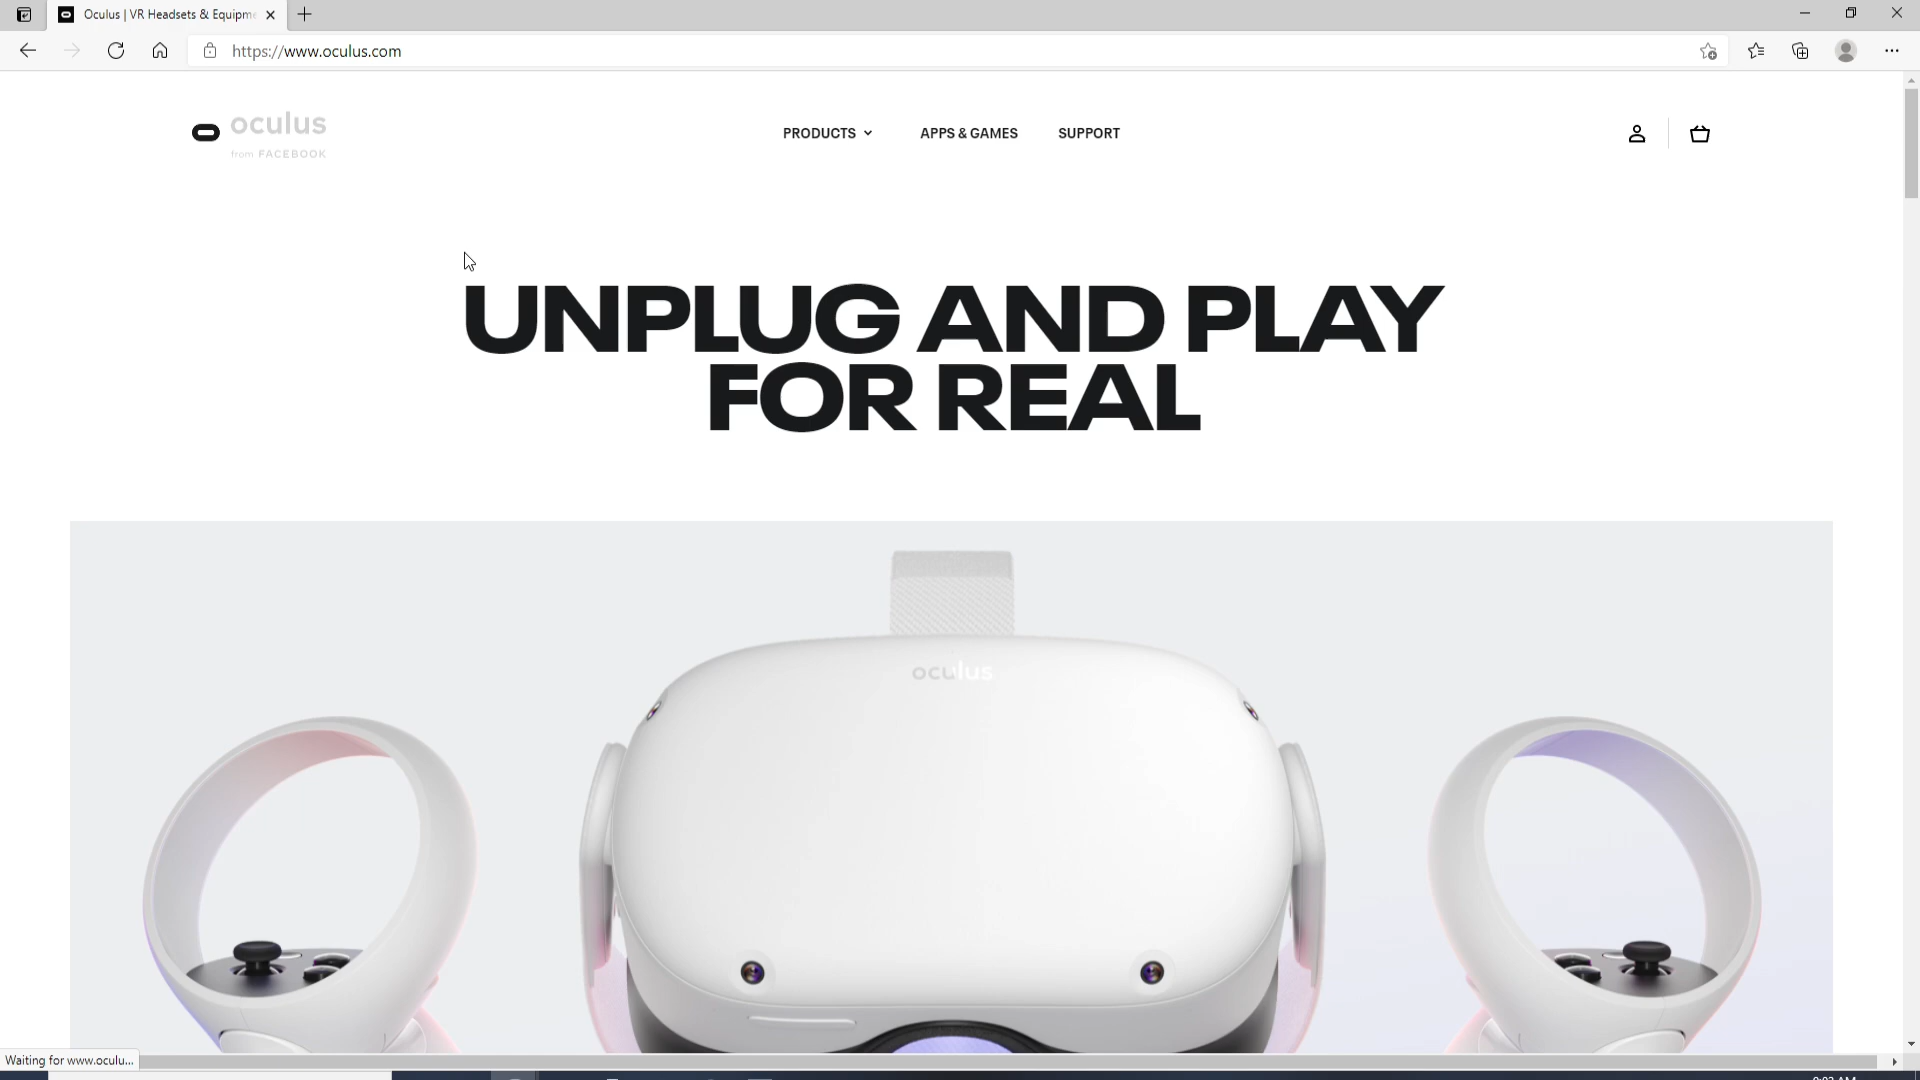 Oculus | VR Headsets & Equipme
https://www.oculus.com
oculus
from FACEBOOK
PRODUCTS
APPS & GAMES
SUPPORT
UNPLUG AND PLAY
FOR REAL
oculus
Waiting for www.oculu...